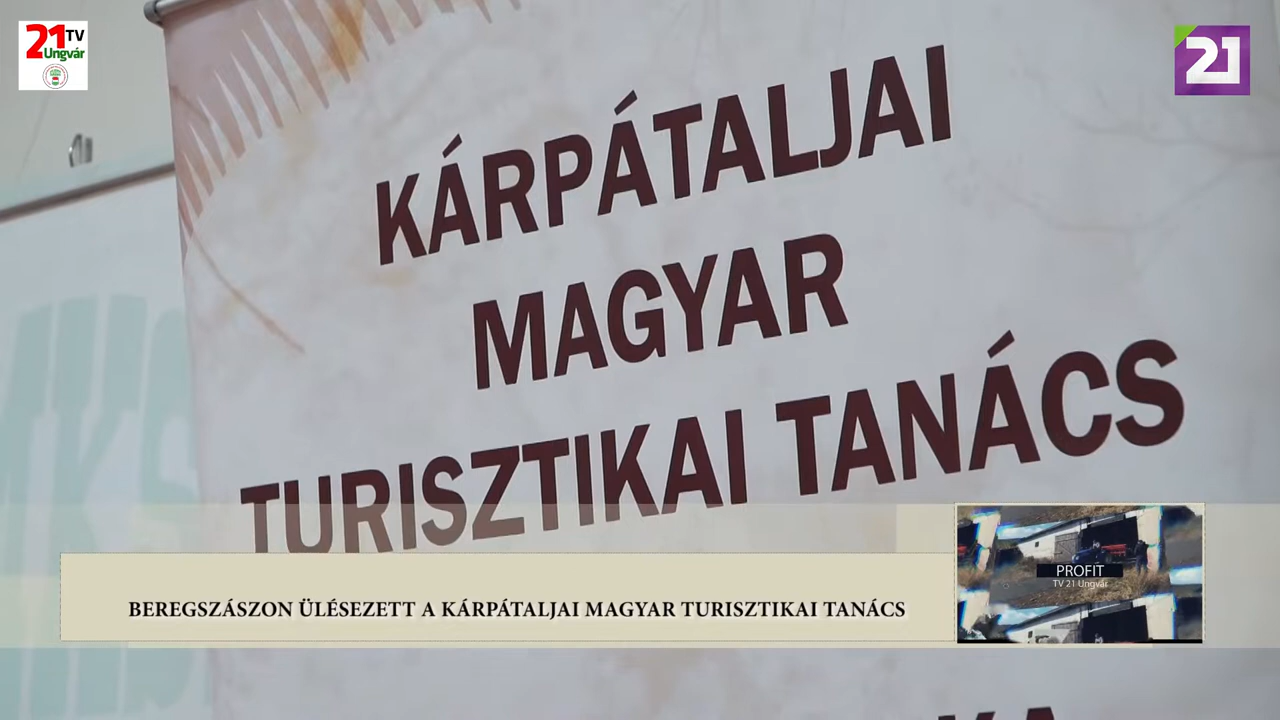 21 TV
Ungvár
21
KÁRPÁTALJAI
MAGYAR
TURISZTIKAI TANÁCS
PROFIT
TV 21 Ungvár
BEREGSZÁSZON ÜLÉSEZETT A KÁRPÁTALJAI MAGYAR TURISZTIKAI TANÁCS